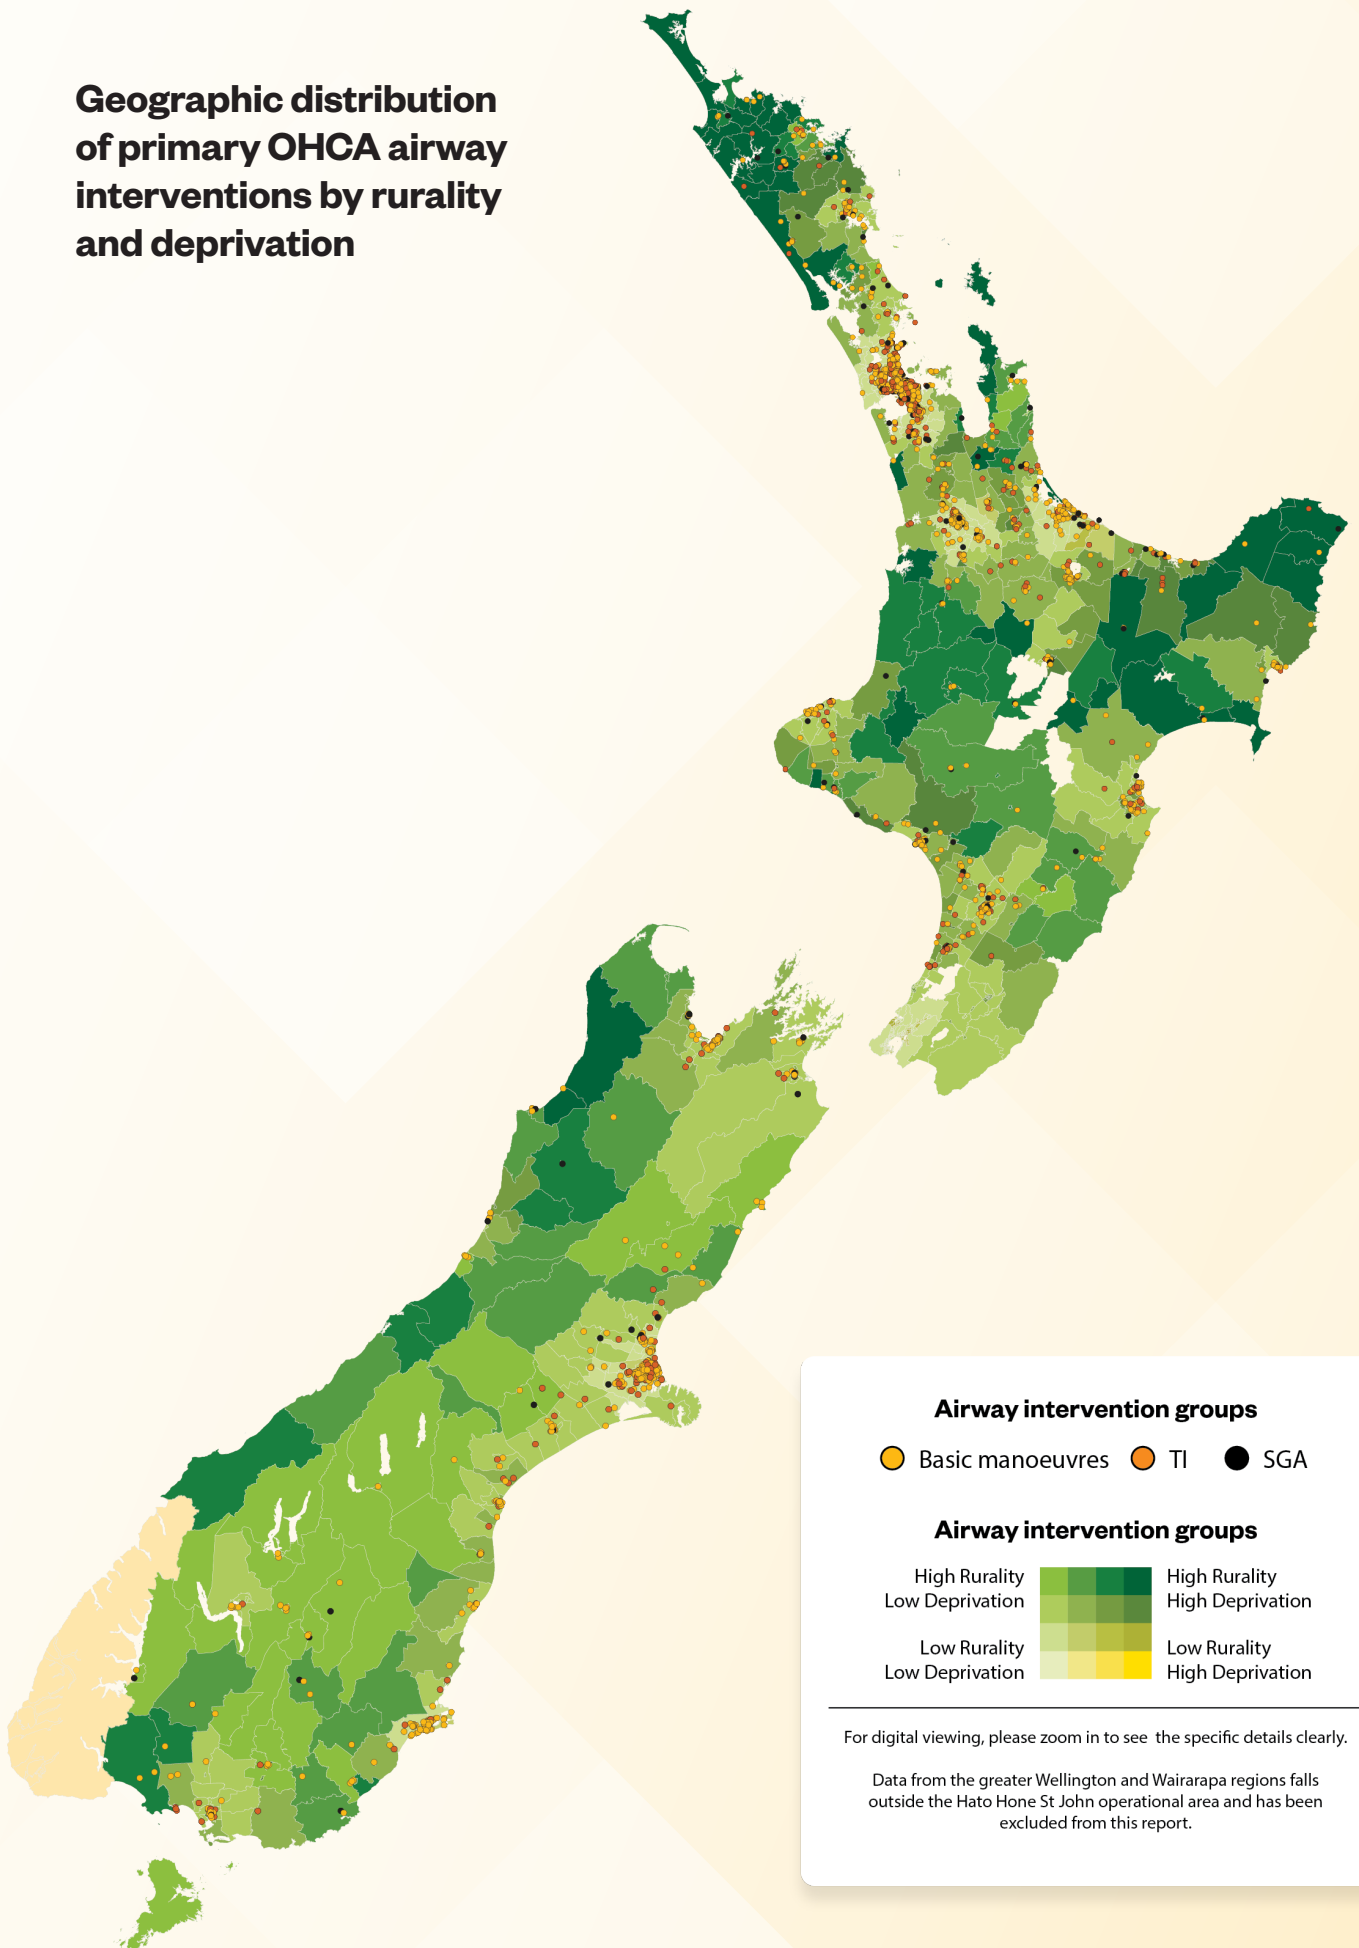 Geographic distribution
of primary OHCA airway
interventions by rurality
and deprivation
Airway intervention groups
Basic manoeuvres
TI
SGA
Airway intervention groups
High Rurality
Low Deprivation
High Rurality
High Deprivation
Low Rurality
Low Deprivation
Low Rurality
High Deprivation
For digital viewing, please zoom in to see the specific details clearly.
Data from the greater Wellington and Wairarapa regions falls
outside the Hato Hone St John operational area and has been
excluded from this report.